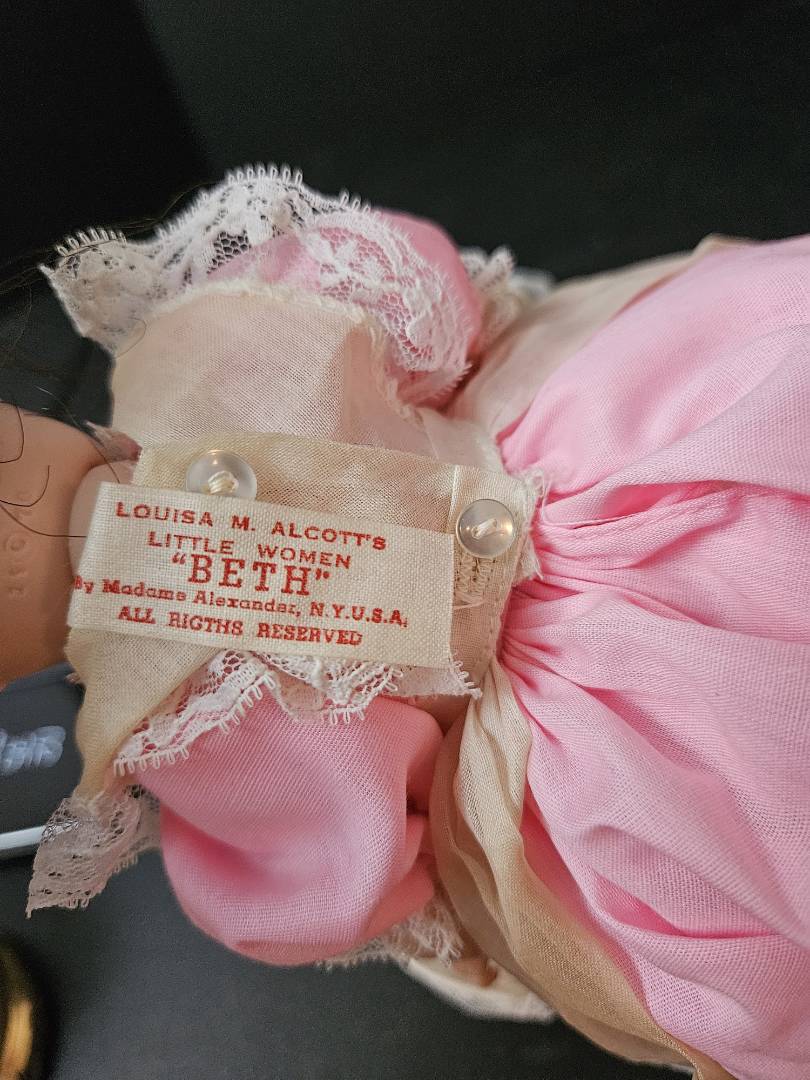 LOUISA M. ALCOTT'S
LITTLE WOMEN
"BETH"
By Madame Alexander, N.Y.U.S.A.
ALL RIGTHS RESERVED